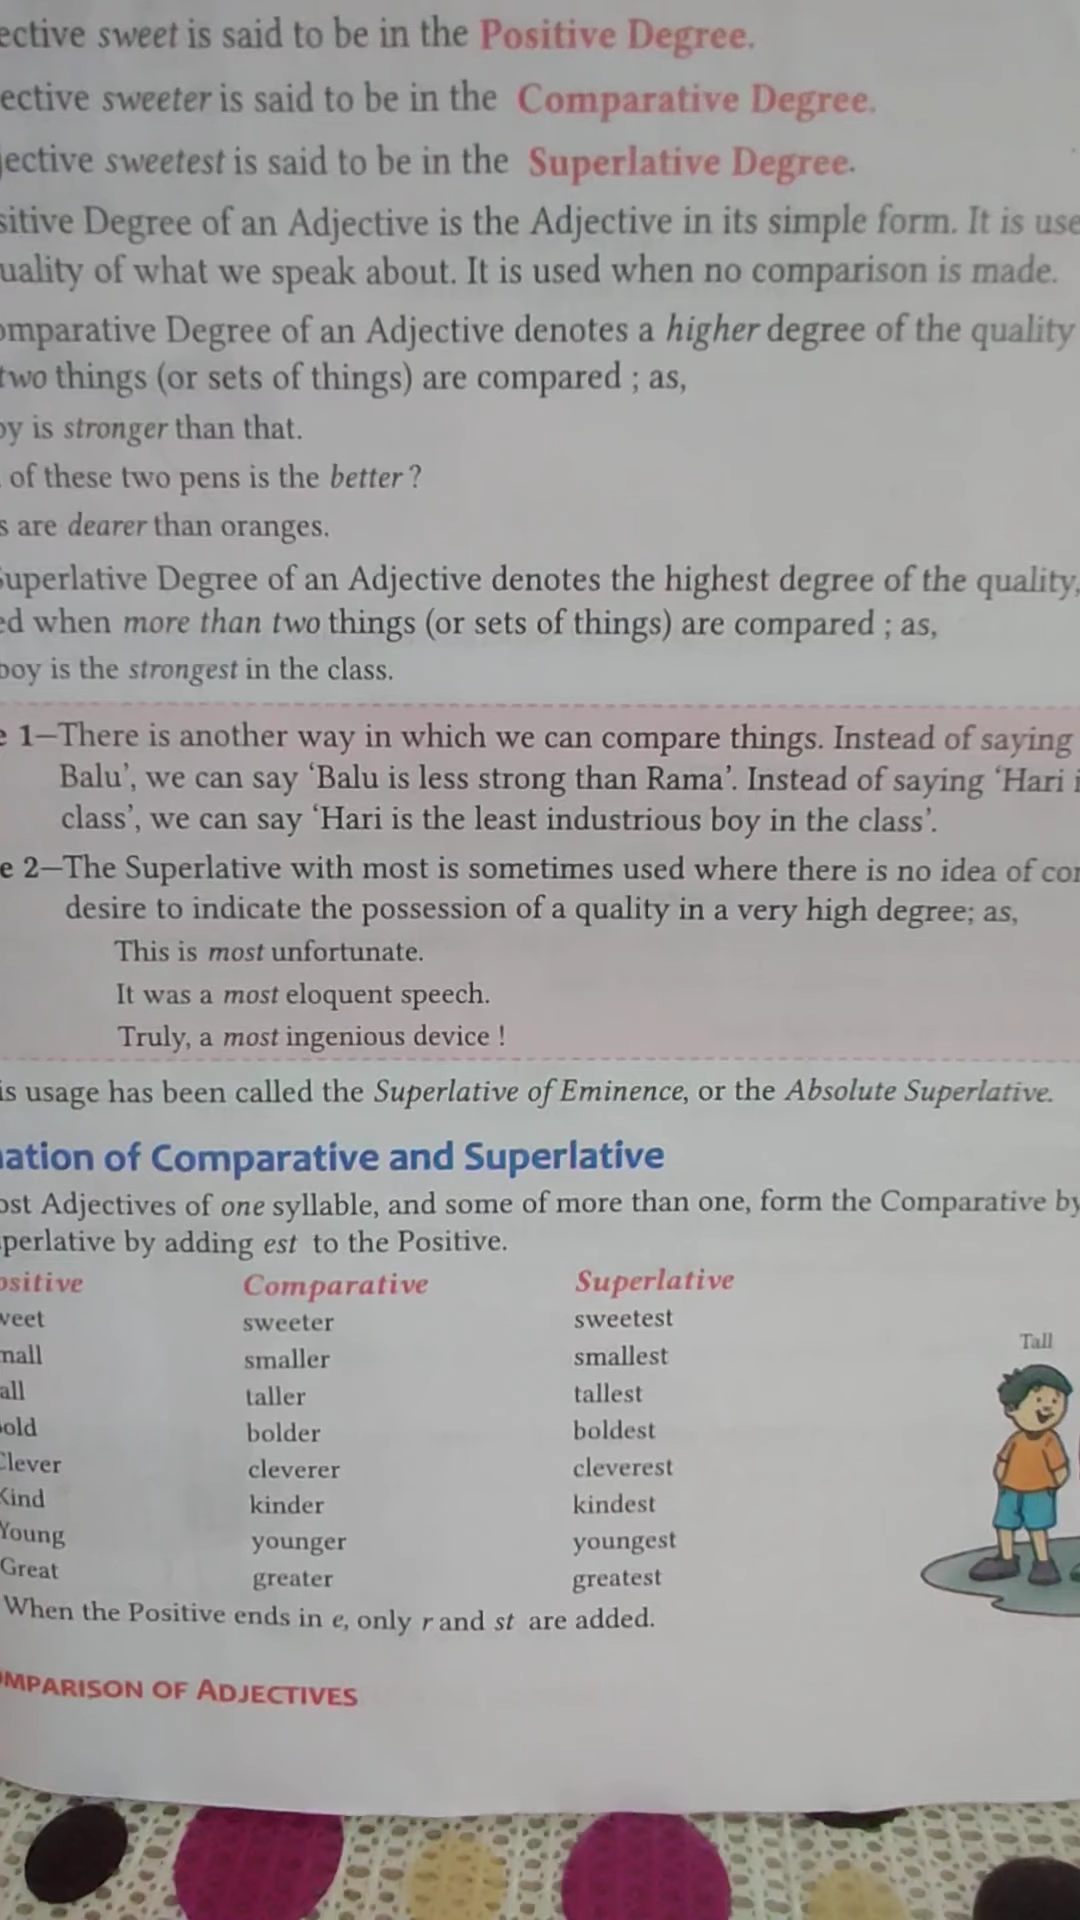 ective sweet is said to be in the Positive Degree.
ective sweeter is said to be in the Comparative Degree.
jective sweetest is said to be in the Superlative Degree.
sitive Degree of an Adjective is the Adjective in its simple form. It is use
uality of what we speak about. It is used when no comparison is made.
omparative Degree of an Adjective denotes a higher degree of the quality
two things (or sets of things) are compared ; as,
oy is stronger than that.
of these two pens is the better ?
s are dearer than oranges.
Superlative Degree of an Adjective denotes the highest degree of the quality,
ed when more than two things (or sets of things) are compared ; as,
boy is the strongest in the class.
e 1—There is another way in which we can compare things. Instead of saying
Balu’, we can say ‘Balu is less strong than Rama’. Instead of saying ‘Hari i
class’, we can say ‘Hari is the least industrious boy in the class’.
e 2—The Superlative with most is sometimes used where there is no idea of con
desire to indicate the possession of a quality in a very high degree; as,
This is most unfortunate.
It was a most eloquent speech.
Truly, a most ingenious device !
is usage has been called the Superlative of Eminence, or the Absolute Superlative.
nation of Comparative and Superlative
ost Adjectives of one syllable, and some of more than one, form the Comparative by
perlative by adding est to the Positive.
ositive Comparative Superlative
weet sweeter sweetest
mall smaller smallest
all taller tallest
old bolder boldest
Clever cleverer cleverest
Kind kinder kindest
Young younger youngest
Great greater greatest
Tall
When the Positive ends in e, only r and st are added.
OMPARISON OF ADJECTIVES